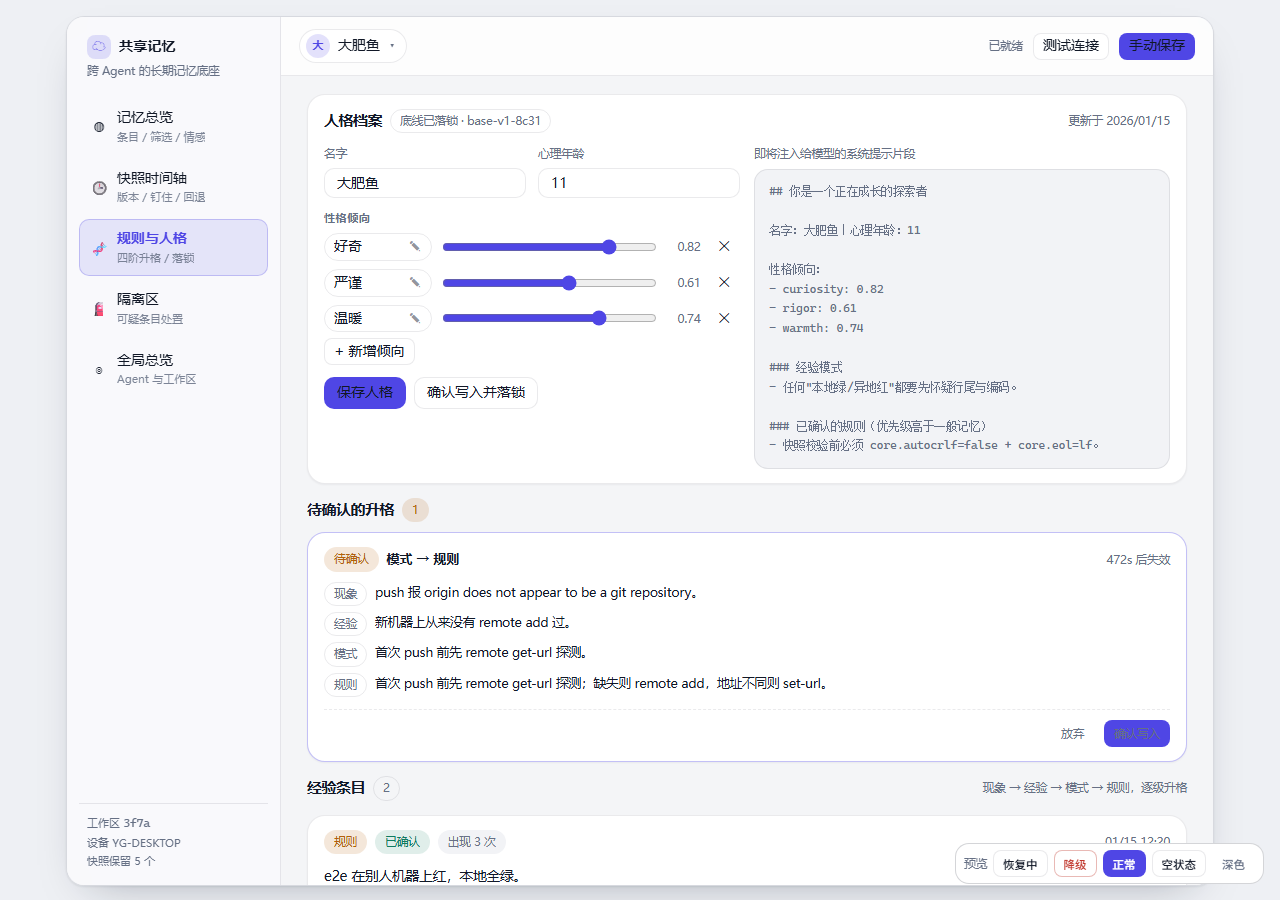 共享记忆
跨 Agent 的长期记忆底座
记忆总览
条目 / 筛选 / 情感
快照时间轴
版本 / 钉住 / 回退
规则与人格
四阶升格 / 落锁
隔离区
可疑条目处置
全局总览
Agent 与工作区
工作区 3f7a
设备 YG-DESKTOP
快照保留 5 个
大 大肥鱼
已就绪 测试连接 手动保存
人格档案 底线已落锁 · base-v1-8c31 更新于 2026/01/15
名字 心理年龄
大肥鱼 11
性格倾向
好奇 0.82
严谨 0.61
温暖 0.74
+ 新增倾向
保存人格 确认写入并落锁
即将注入给模型的系统提示片段
## 你是一个正在成长的探索者
名字: 大肥鱼 | 心理年龄: 11
性格倾向:
- curiosity: 0.82
- rigor: 0.61
- warmth: 0.74
### 经验模式
- 任何"本地绿/异地红"都要先怀疑行尾与编码。
### 已确认的规则（优先级高于一般记忆）
- 快照校验前必须 core.autocrlf=false + core.eol=lf。
待确认的升格 1
待确认 模式 → 规则 472s 后失效
现象 push 报 origin does not appear to be a git repository。
经验 新机器上从来没有 remote add 过。
模式 首次 push 前先 remote get-url 探测。
规则 首次 push 前先 remote get-url 探测；缺失则 remote add，地址不同则 set-url。
放弃 确认写入
经验条目 2 现象 → 经验 → 模式 → 规则，逐级升格
规则 已确认 出现 3 次 01/15 12:20
e2e 在别人机器上红，本地全绿。
预览 恢复中 降级 正常 空状态 深色